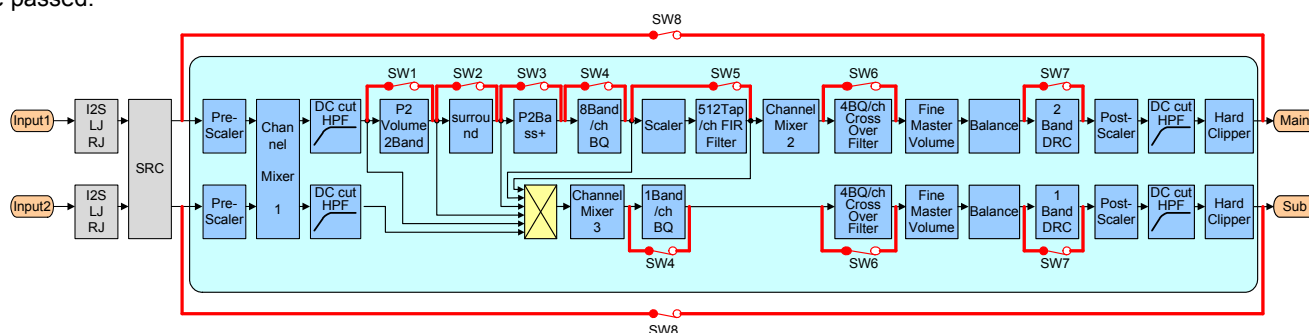 e passed.
SW8
SW1
SW2
SW3
SW4
SW5
SW6
SW7
Input1
I2S
LJ
RJ
SRC
Pre-
Scaler
Chan
nel
Mixer
1
DC cut
HPF
P2
Volume
2Band
surrou
nd
P2Ba
ss+
8Band
/ch
BQ
Scaler
512Tap
/ch FIR
Filter
Channel
Mixer
2
4BQ/ch
Cross
Over
Filter
Fine
Master
Volume
Balance
2
Band
DRC
Post-
Scaler
DC cut
HPF
Hard
Clipper
Main
Input2
I2S
LJ
RJ
Pre-
Scaler
DC cut
HPF
Channel
Mixer
3
1Band
/ch
BQ
4BQ/ch
Cross
Over
Filter
Fine
Master
Volume
Balance
1
Band
DRC
Post-
Scaler
DC cut
HPF
Hard
Clipper
Sub
SW4
SW6
SW7
SW8